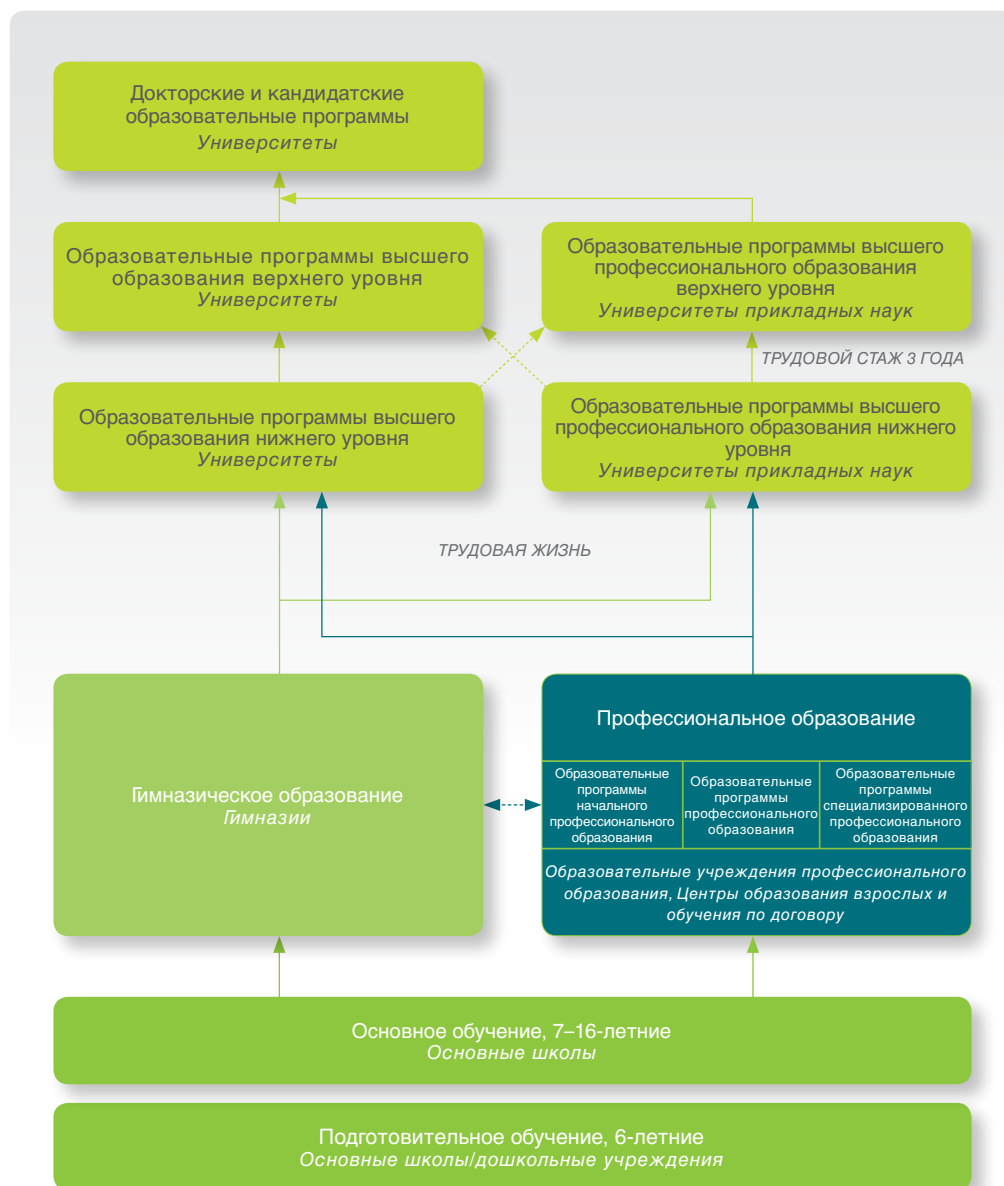 Докторские и кандидатские
образовательные программы
Университеты
Образовательные программы высшего
образования верхнего уровня
Университеты
Образовательные программы высшего
профессионального образования
верхнего уровня
Университеты прикладных наук
ТРУДОВОЙ СТАЖ 3 ГОДА
Образовательные программы высшего
образования нижнего уровня
Университеты
Образовательные программы высшего
профессионального образования нижнего
уровня
Университеты прикладных наук
ТРУДОВАЯ ЖИЗНЬ
Гимназическое образование
Гимназии
Профессиональное образование
Образовательные
программы
начального
профессионального
образования
Образовательные
программы
профессионального
образования
Образовательные
программы
специализированного
профессионального
образования
Образовательные учреждения профессионального
образования, Центры образования взрослых и
обучения по договору
Основное обучение, 7–16-летние
Основные школы
Подготовительное обучение, 6-летние
Основные школы/дошкольные учреждения